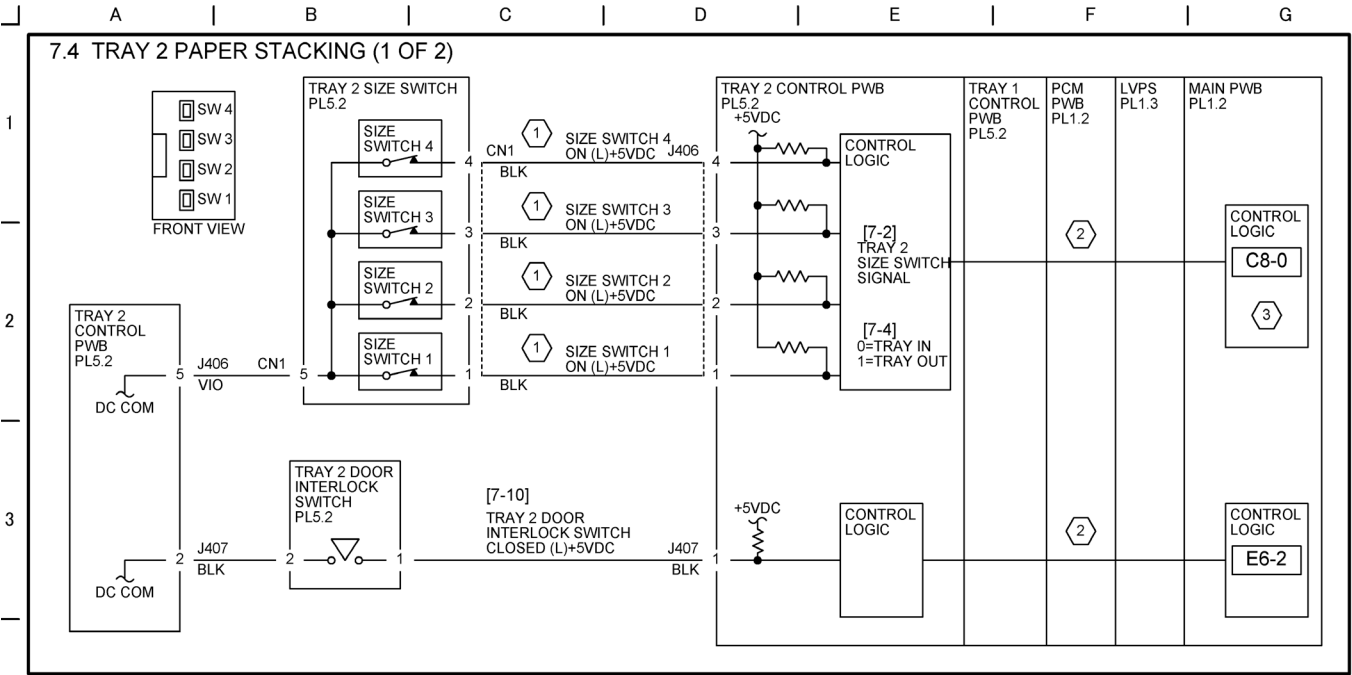 A B C D E F G
7.4 TRAY 2 PAPER STACKING (1 OF 2)
1
2
3
SW 4
SW 3
SW 2
SW 1
FRONT VIEW
TRAY 2 SIZE SWITCH
PL5.2
SIZE
SWITCH 4
SIZE
SWITCH 3
SIZE
SWITCH 2
SIZE
SWITCH 1
4
3
2
1
5
CN1
BLK
1
SIZE SWITCH 4
ON (L)+5VDC
J406
BLK
1
SIZE SWITCH 3
ON (L)+5VDC
BLK
1
SIZE SWITCH 2
ON (L)+5VDC
BLK
1
SIZE SWITCH 1
ON (L)+5VDC
TRAY 2 CONTROL PWB
PL5.2
+5VDC
4
3
2
1
CONTROL
LOGIC
[7-2]
TRAY 2
SIZE SWITCH
SIGNAL
[7-4]
0=TRAY IN
1=TRAY OUT
TRAY 1
CONTROL
PWB
PL5.2
PCM
PWB
PL1.2
2
LVPS
PL1.3
MAIN PWB
PL1.2
CONTROL
LOGIC
C8-0
3
TRAY 2
CONTROL
PWB
PL5.2
5
J406
VIO
CN1
DC COM
2
J407
BLK
DC COM
TRAY 2 DOOR
INTERLOCK
SWITCH
PL5.2
2
1
[7-10]
TRAY 2 DOOR
INTERLOCK SWITCH
CLOSED (L)+5VDC
J407
BLK
1
+5VDC
CONTROL
LOGIC
2
CONTROL
LOGIC
E6-2